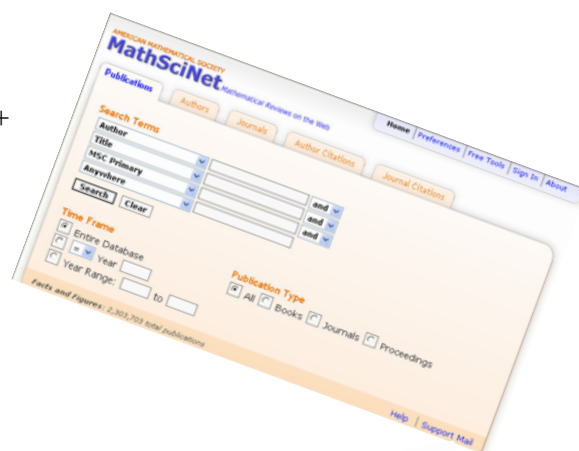 AMERICAN MATHEMATICAL SOCIETY
MathSciNet Mathematical Reviews on the Web
Home | Preferences | Free Tools | Sign In | About
Publications Authors Journals Author Citations Journal Citations
Search Terms
Author and
Title and
MSC Primary and
Anywhere
Search Clear
Time Frame
Entire Database
= Year
Year Range: to
Publication Type
All Books Journals Proceedings
Facts and Figures: 2,303,703 total publications
Help | Support Mail